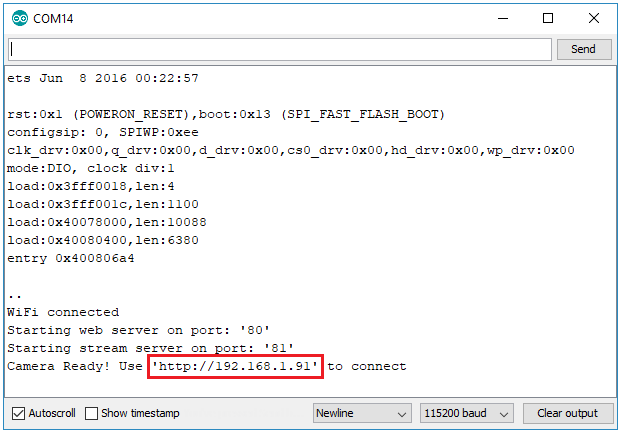 COM14
Send
ets Jun  8 2016 00:22:57
rst:0x1 (POWERON_RESET),boot:0x13 (SPI_FAST_FLASH_BOOT)
configsip: 0, SPIWP:0xee
clk_drv:0x00,q_drv:0x00,d_drv:0x00,cs0_drv:0x00,hd_drv:0x00,wp_drv:0x00
mode:DIO, clock div:1
load:0x3fff0018,len:4
load:0x3fff001c,len:1100
load:0x40078000,len:10088
load:0x40080400,len:6380
entry 0x400806a4
..
WiFi connected
Starting web server on port: '80'
Starting stream server on port: '81'
Camera Ready! Use 'http://192.168.1.91' to connect
Autoscroll Show timestamp Newline 115200 baud Clear output